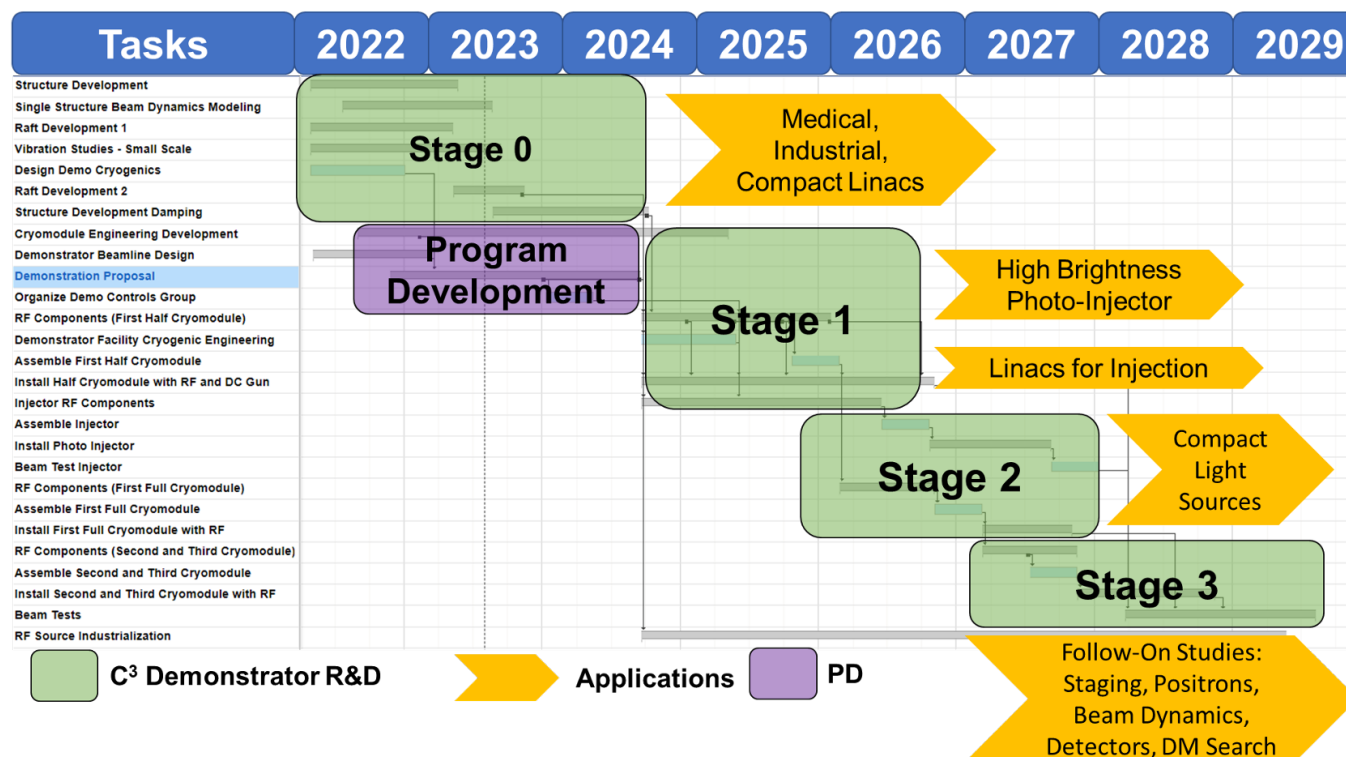 Tasks 2022 2023 2024 2025 2026 2027 2028 2029
Structure Development
Single Structure Beam Dynamics Modeling
Raft Development 1
Vibration Studies - Small Scale
Design Demo Cryogenics
Raft Development 2
Structure Development Damping
Cryomodule Engineering Development
Demonstrator Beamline Design
Demonstration Proposal
Organize Demo Controls Group
RF Components (First Half Cryomodule)
Demonstrator Facility Cryogenic Engineering
Assemble First Half Cryomodule
Install Half Cryomodule with RF and DC Gun
Injector RF Components
Assemble Injector
Install Photo Injector
Beam Test Injector
RF Components (First Full Cryomodule)
Assemble First Full Cryomodule
Install First Full Cryomodule with RF
RF Components (Second and Third Cryomodule)
Assemble Second and Third Cryomodule
Install Second and Third Cryomodule with RF
Beam Tests
RF Source Industrialization
Stage 0
Medical,
Industrial,
Compact Linacs
Program
Development
Stage 1
High Brightness
Photo-Injector
Linacs for Injection
Stage 2
Compact
Light
Sources
Stage 3
Follow-On Studies:
Staging, Positrons,
Beam Dynamics,
Detectors, DM Search
C³ Demonstrator R&D
Applications
PD